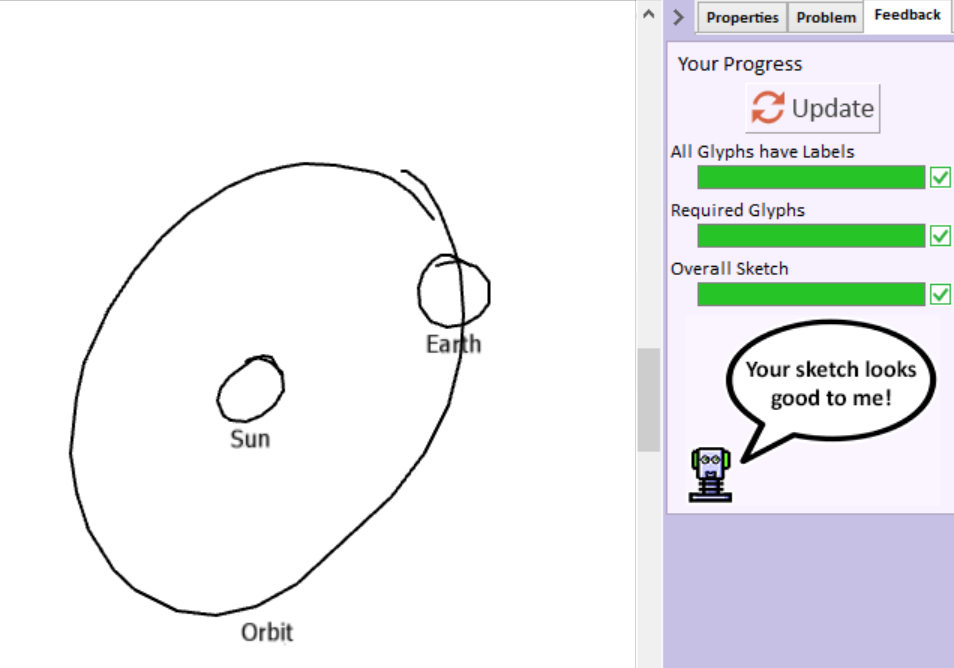 Properties
Problem
Feedback
Your Progress
Update
All Glyphs have Labels
Required Glyphs
Overall Sketch
Your sketch looks
good to me!
Earth
Sun
Orbit